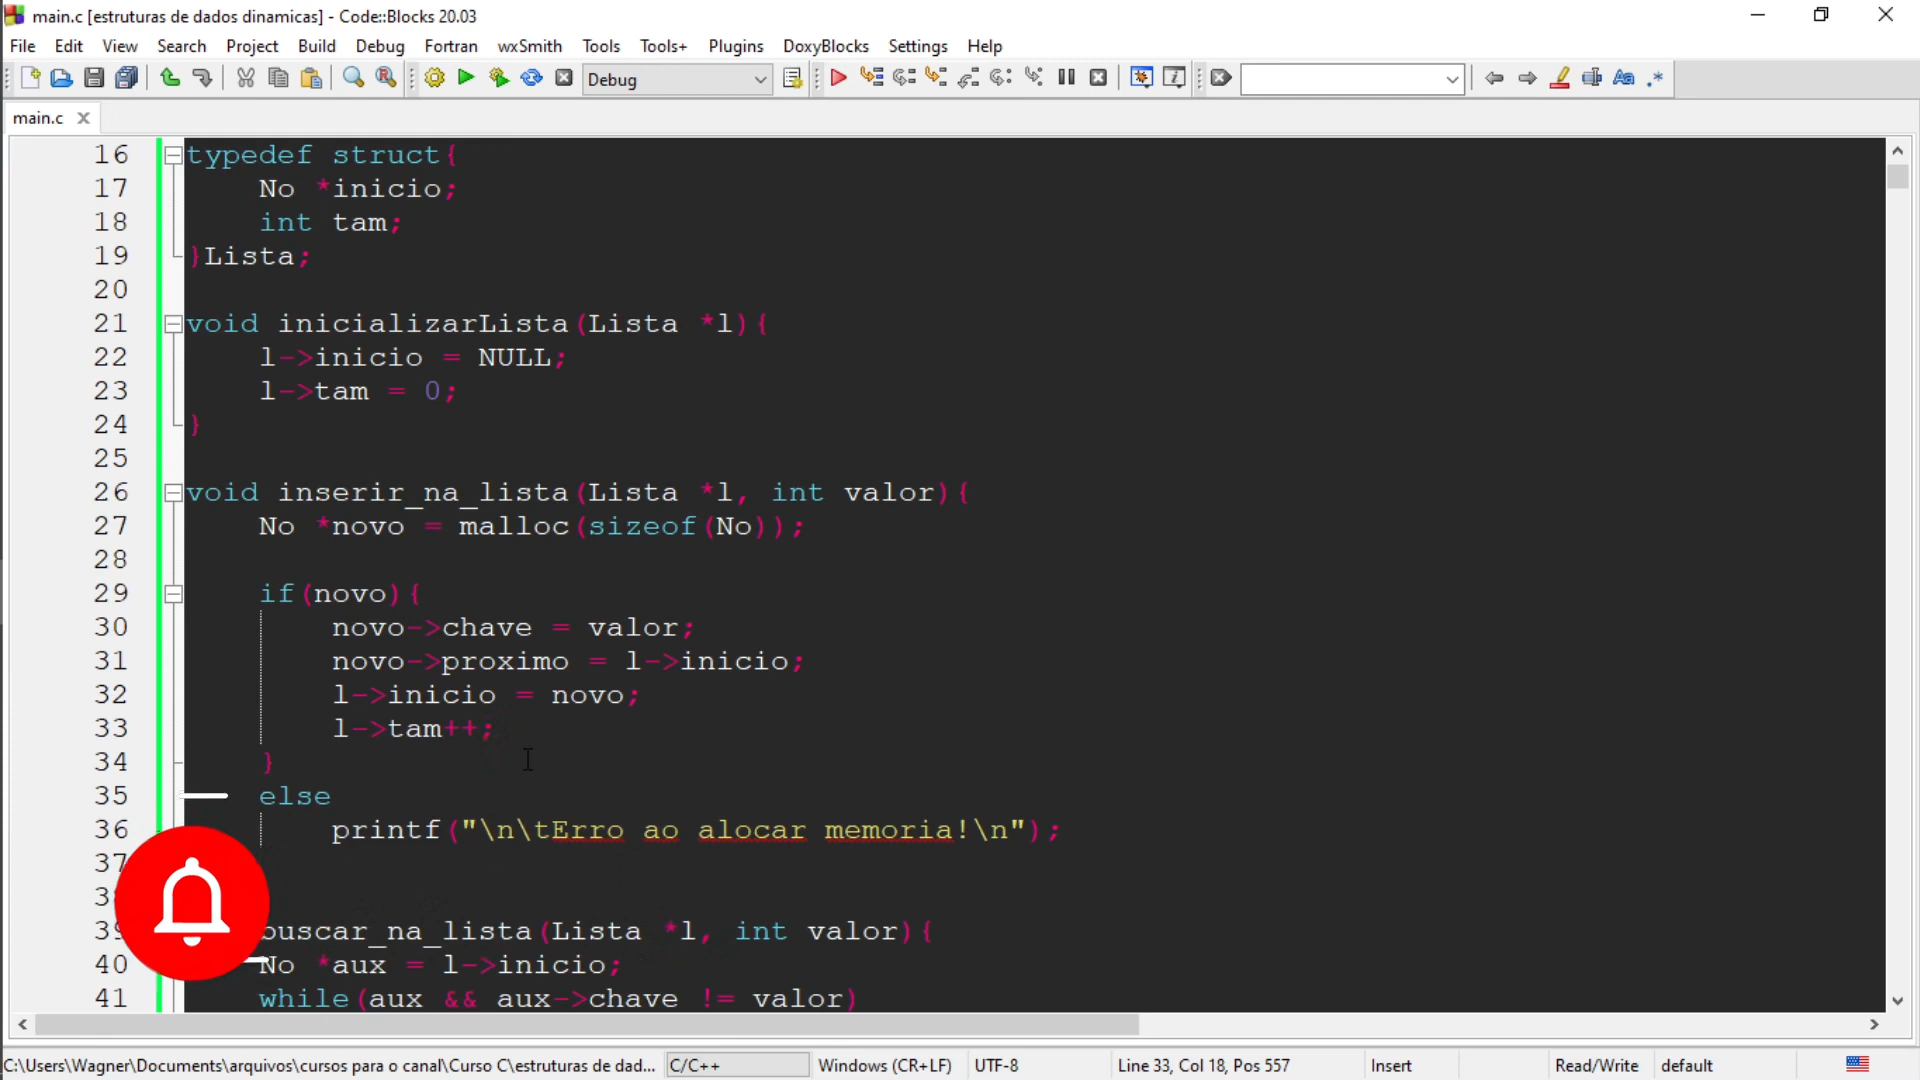 main.c [estruturas de dados dinamicas] - Code::Blocks 20.03
File Edit View Search Project Build Debug Fortran wxSmith Tools Tools+ Plugins DoxyBlocks Settings Help
Debug
main.c
16 typedef struct{
17 No *inicio;
18 int tam;
19 }Lista;
20
21 void inicializarLista(Lista *l){
22 l->inicio = NULL;
23 l->tam = 0;
24 }
25
26 void inserir_na_lista(Lista *l, int valor){
27 No *novo = malloc(sizeof(No));
28
29 if(novo){
30 novo->chave = valor;
31 novo->proximo = l->inicio;
32 l->inicio = novo;
33 l->tam++;
34 }
35 else
36 printf("\n\tErro ao alocar memoria!\n");
37
38
39 buscar_na_lista(Lista *l, int valor){
40 No *aux = l->inicio;
41 while(aux && aux->chave != valor)
C:\Users\Wagner\Documents\arquivos\cursos para o canal\Curso C\estruturas de dad... C/C++ Windows (CR+LF) UTF-8 Line 33, Col 18, Pos 557 Insert Read/Write default